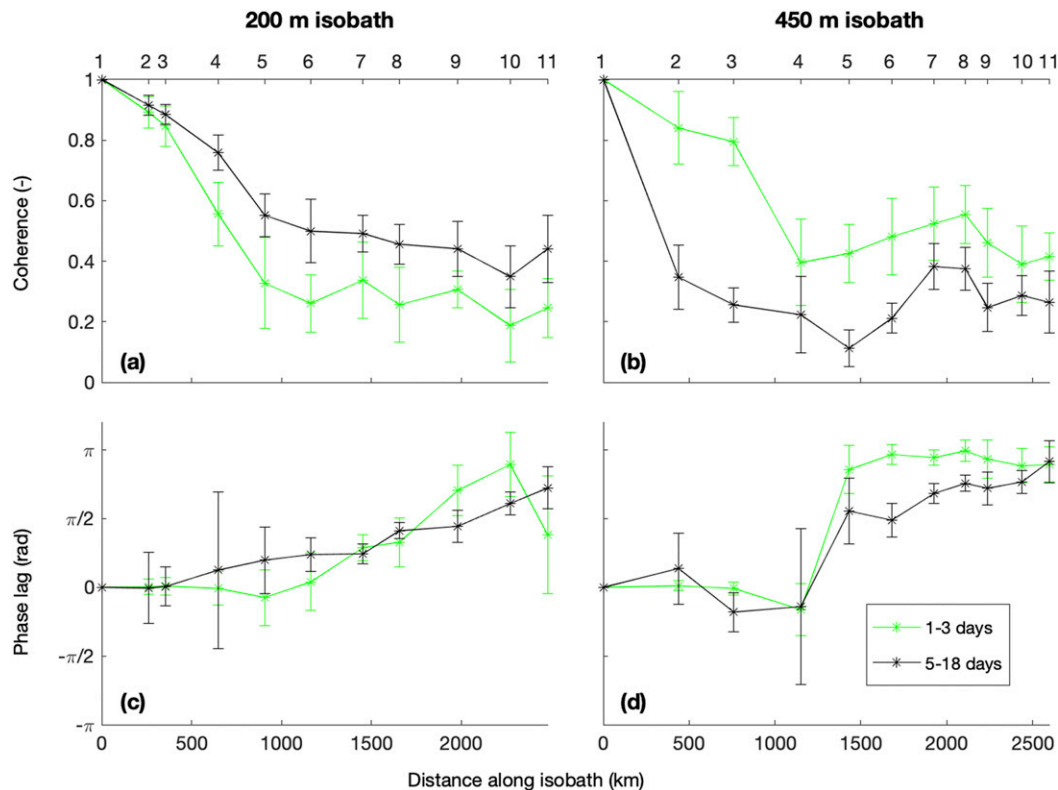 200 m isobath
450 m isobath
1 2 3 4 5 6 7 8 9 10 11
1 2 3 4 5 6 7 8 9 10 11
Coherence (-)
1
0.8
0.6
0.4
0.2
0
(a)
(b)
Phase lag (rad)
π
π/2
0
-π/2
-π
(c)
(d)
1-3 days
5-18 days
0 500 1000 1500 2000
0 500 1000 1500 2000 2500
Distance along isobath (km)